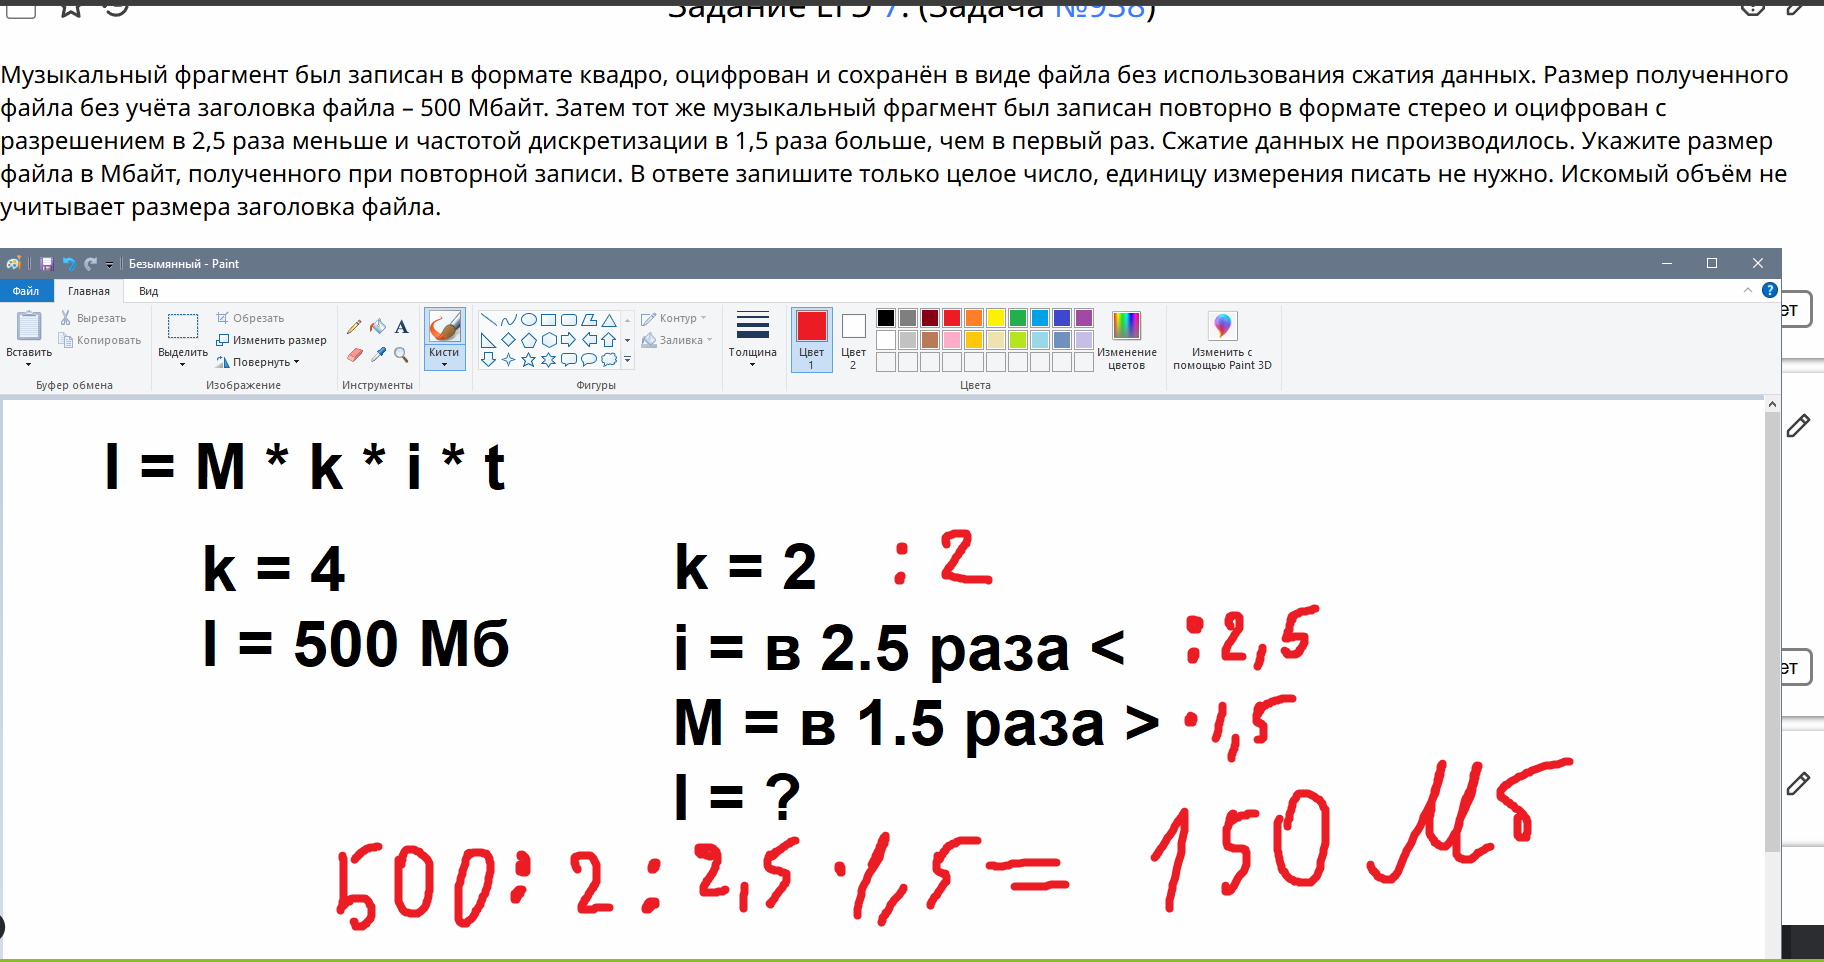 Задание ЕГЭ 7. (Задача №938)
Музыкальный фрагмент был записан в формате квадро, оцифрован и сохранён в виде файла без использования сжатия данных. Размер полученного
файла без учёта заголовка файла – 500 Мбайт. Затем тот же музыкальный фрагмент был записан повторно в формате стерео и оцифрован с
разрешением в 2,5 раза меньше и частотой дискретизации в 1,5 раза больше, чем в первый раз. Сжатие данных не производилось. Укажите размер
файла в Мбайт, полученного при повторной записи. В ответе запишите только целое число, единицу измерения писать не нужно. Искомый объём не
учитывает размера заголовка файла.
Безымянный - Paint
Файл Главная Вид
Вставить
Вырезать
Копировать
Буфер обмена
Выделить
Обрезать
Изменить размер
Повернуть
Изображение
A
Инструменты
Кисти
Контур
Заливка
Фигуры
Толщина
Цвет
1
Цвет
2
Изменение
цветов
Цвета
Изменить с
помощью Paint 3D
ет
ет
I = M * k * i * t
k = 4
I = 500 Мб
k = 2 : 2
i = в 2.5 раза < : 2,5
M = в 1.5 раза > · 1,5
I = ?
500 : 2 : 2,5 · 1,5 = 150 Мб